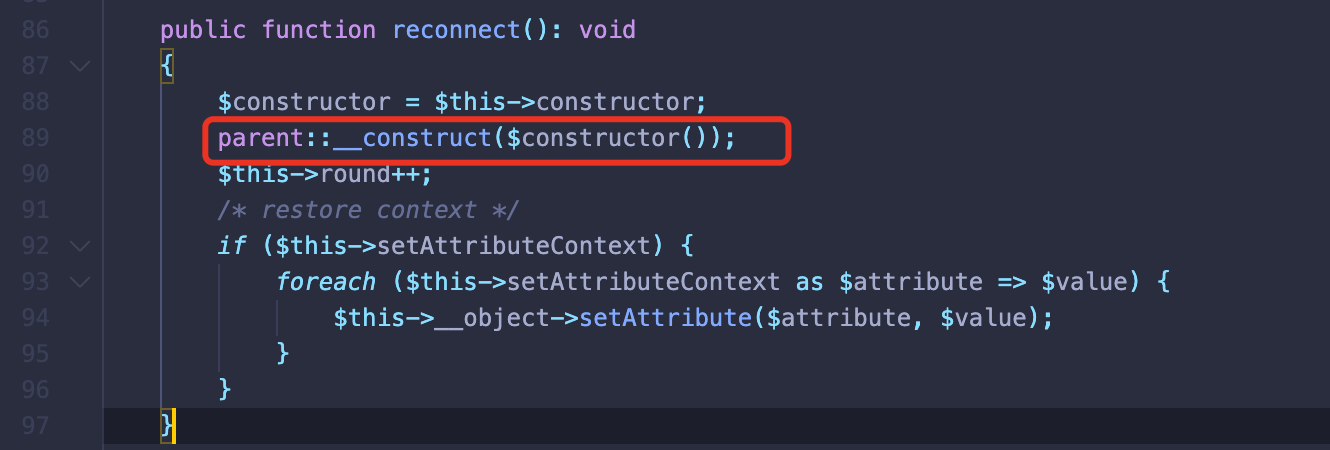 86 public function reconnect(): void
87 {
88 $constructor = $this->constructor;
89 parent::__construct($constructor());
90 $this->round++;
91 /* restore context */
92 if ($this->setAttributeContext) {
93 foreach ($this->setAttributeContext as $attribute => $value) {
94 $this->__object->setAttribute($attribute, $value);
95 }
96 }
97 }